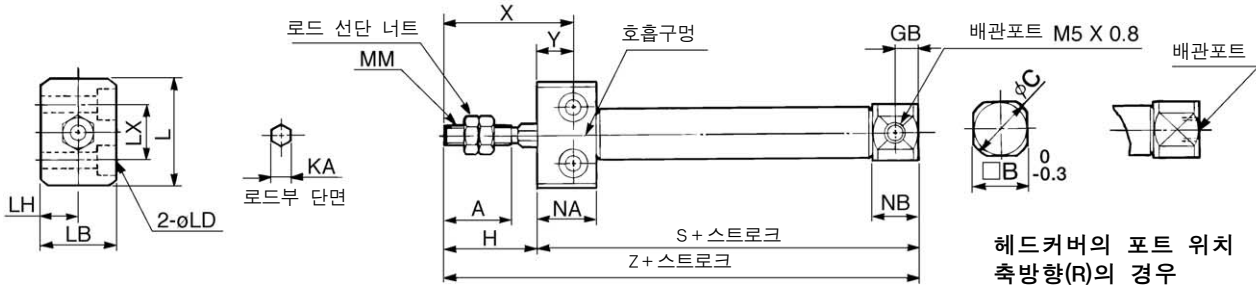 X
로드 선단 너트
MM
Y
호흡구멍
GB
배관포트 M5 X 0.8
배관포트
øC
LX
L
KA
로드부 단면
LH
LB
2-øLD
A
NA
NB
H
S+스트로크
Z+스트로크
□B 0 -0.3
헤드커버의 포트 위치
축방향(R)의 경우